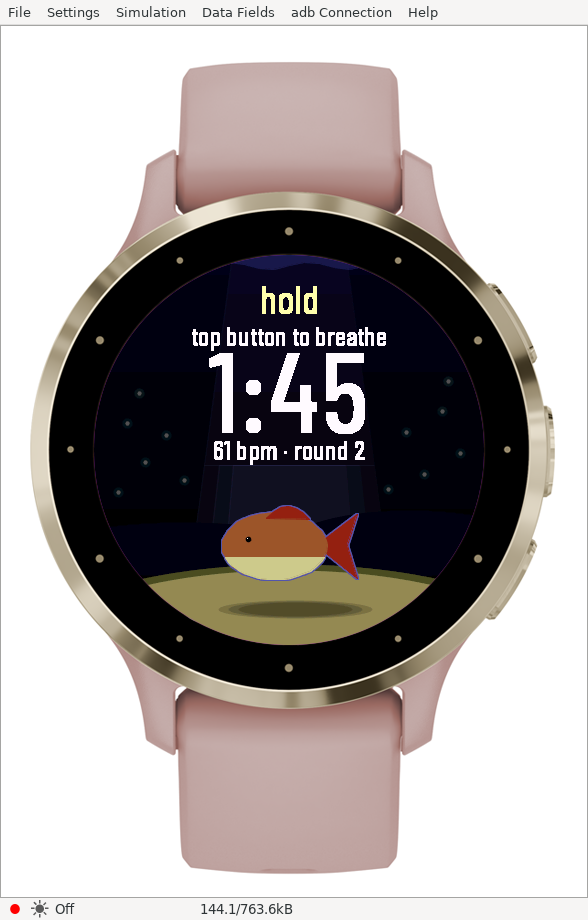 File Settings Simulation Data Fields adb Connection Help
hold
top button to breathe
1:45
61 bpm · round 2
Off 144.1/763.6kB